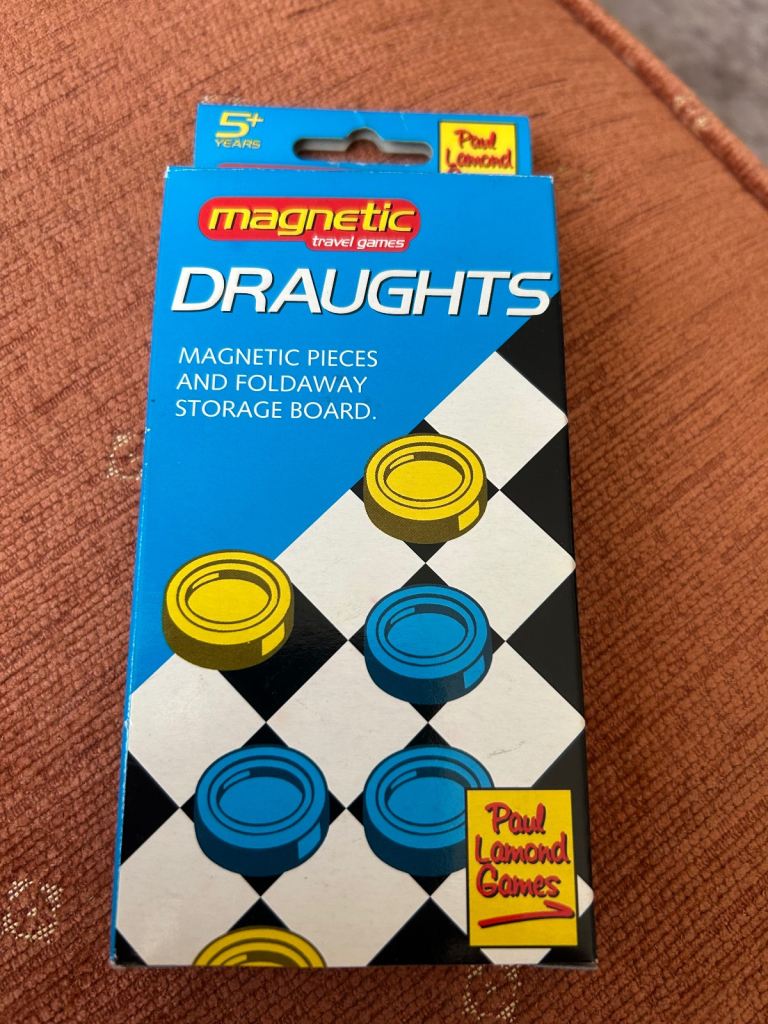 5+
YEARS
Paul
Lamond
magnetic
travel games
DRAUGHTS
MAGNETIC PIECES
AND FOLDAWAY
STORAGE BOARD.
Paul
Lamond
Games